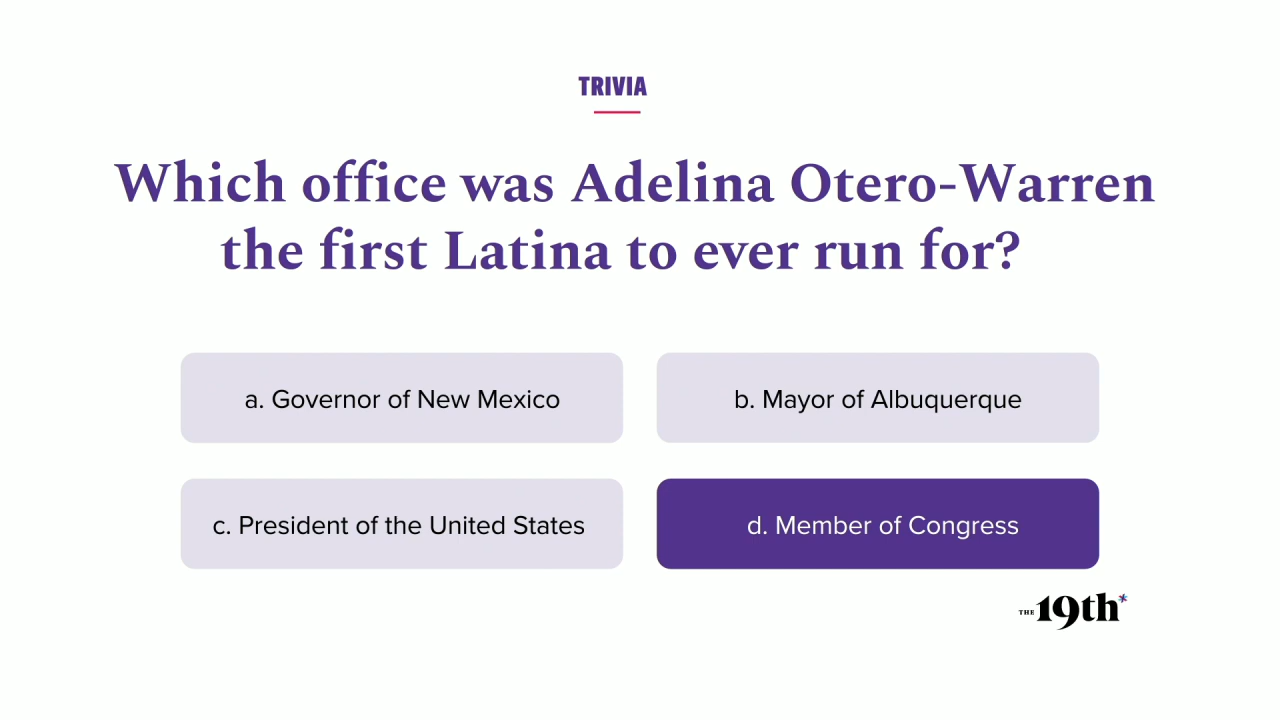 TRIVIA
Which office was Adelina Otero-Warren
the first Latina to ever run for?
a. Governor of New Mexico
b. Mayor of Albuquerque
c. President of the United States
d. Member of Congress
THE 19th*